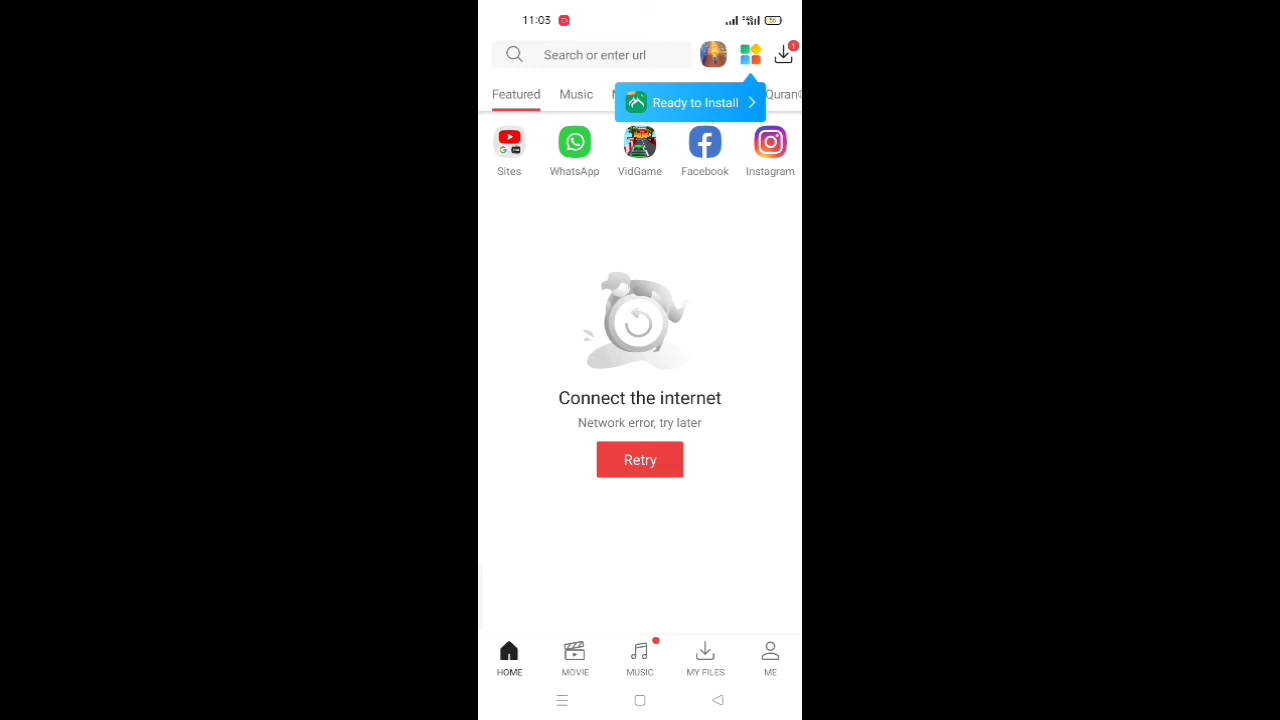 11:03
Search or enter url
1
Featured Music
Ready to Install
Sites WhatsApp VidGame Facebook Instagram
Connect the internet
Network error, try later
Retry
HOME MOVIE MUSIC MY FILES ME